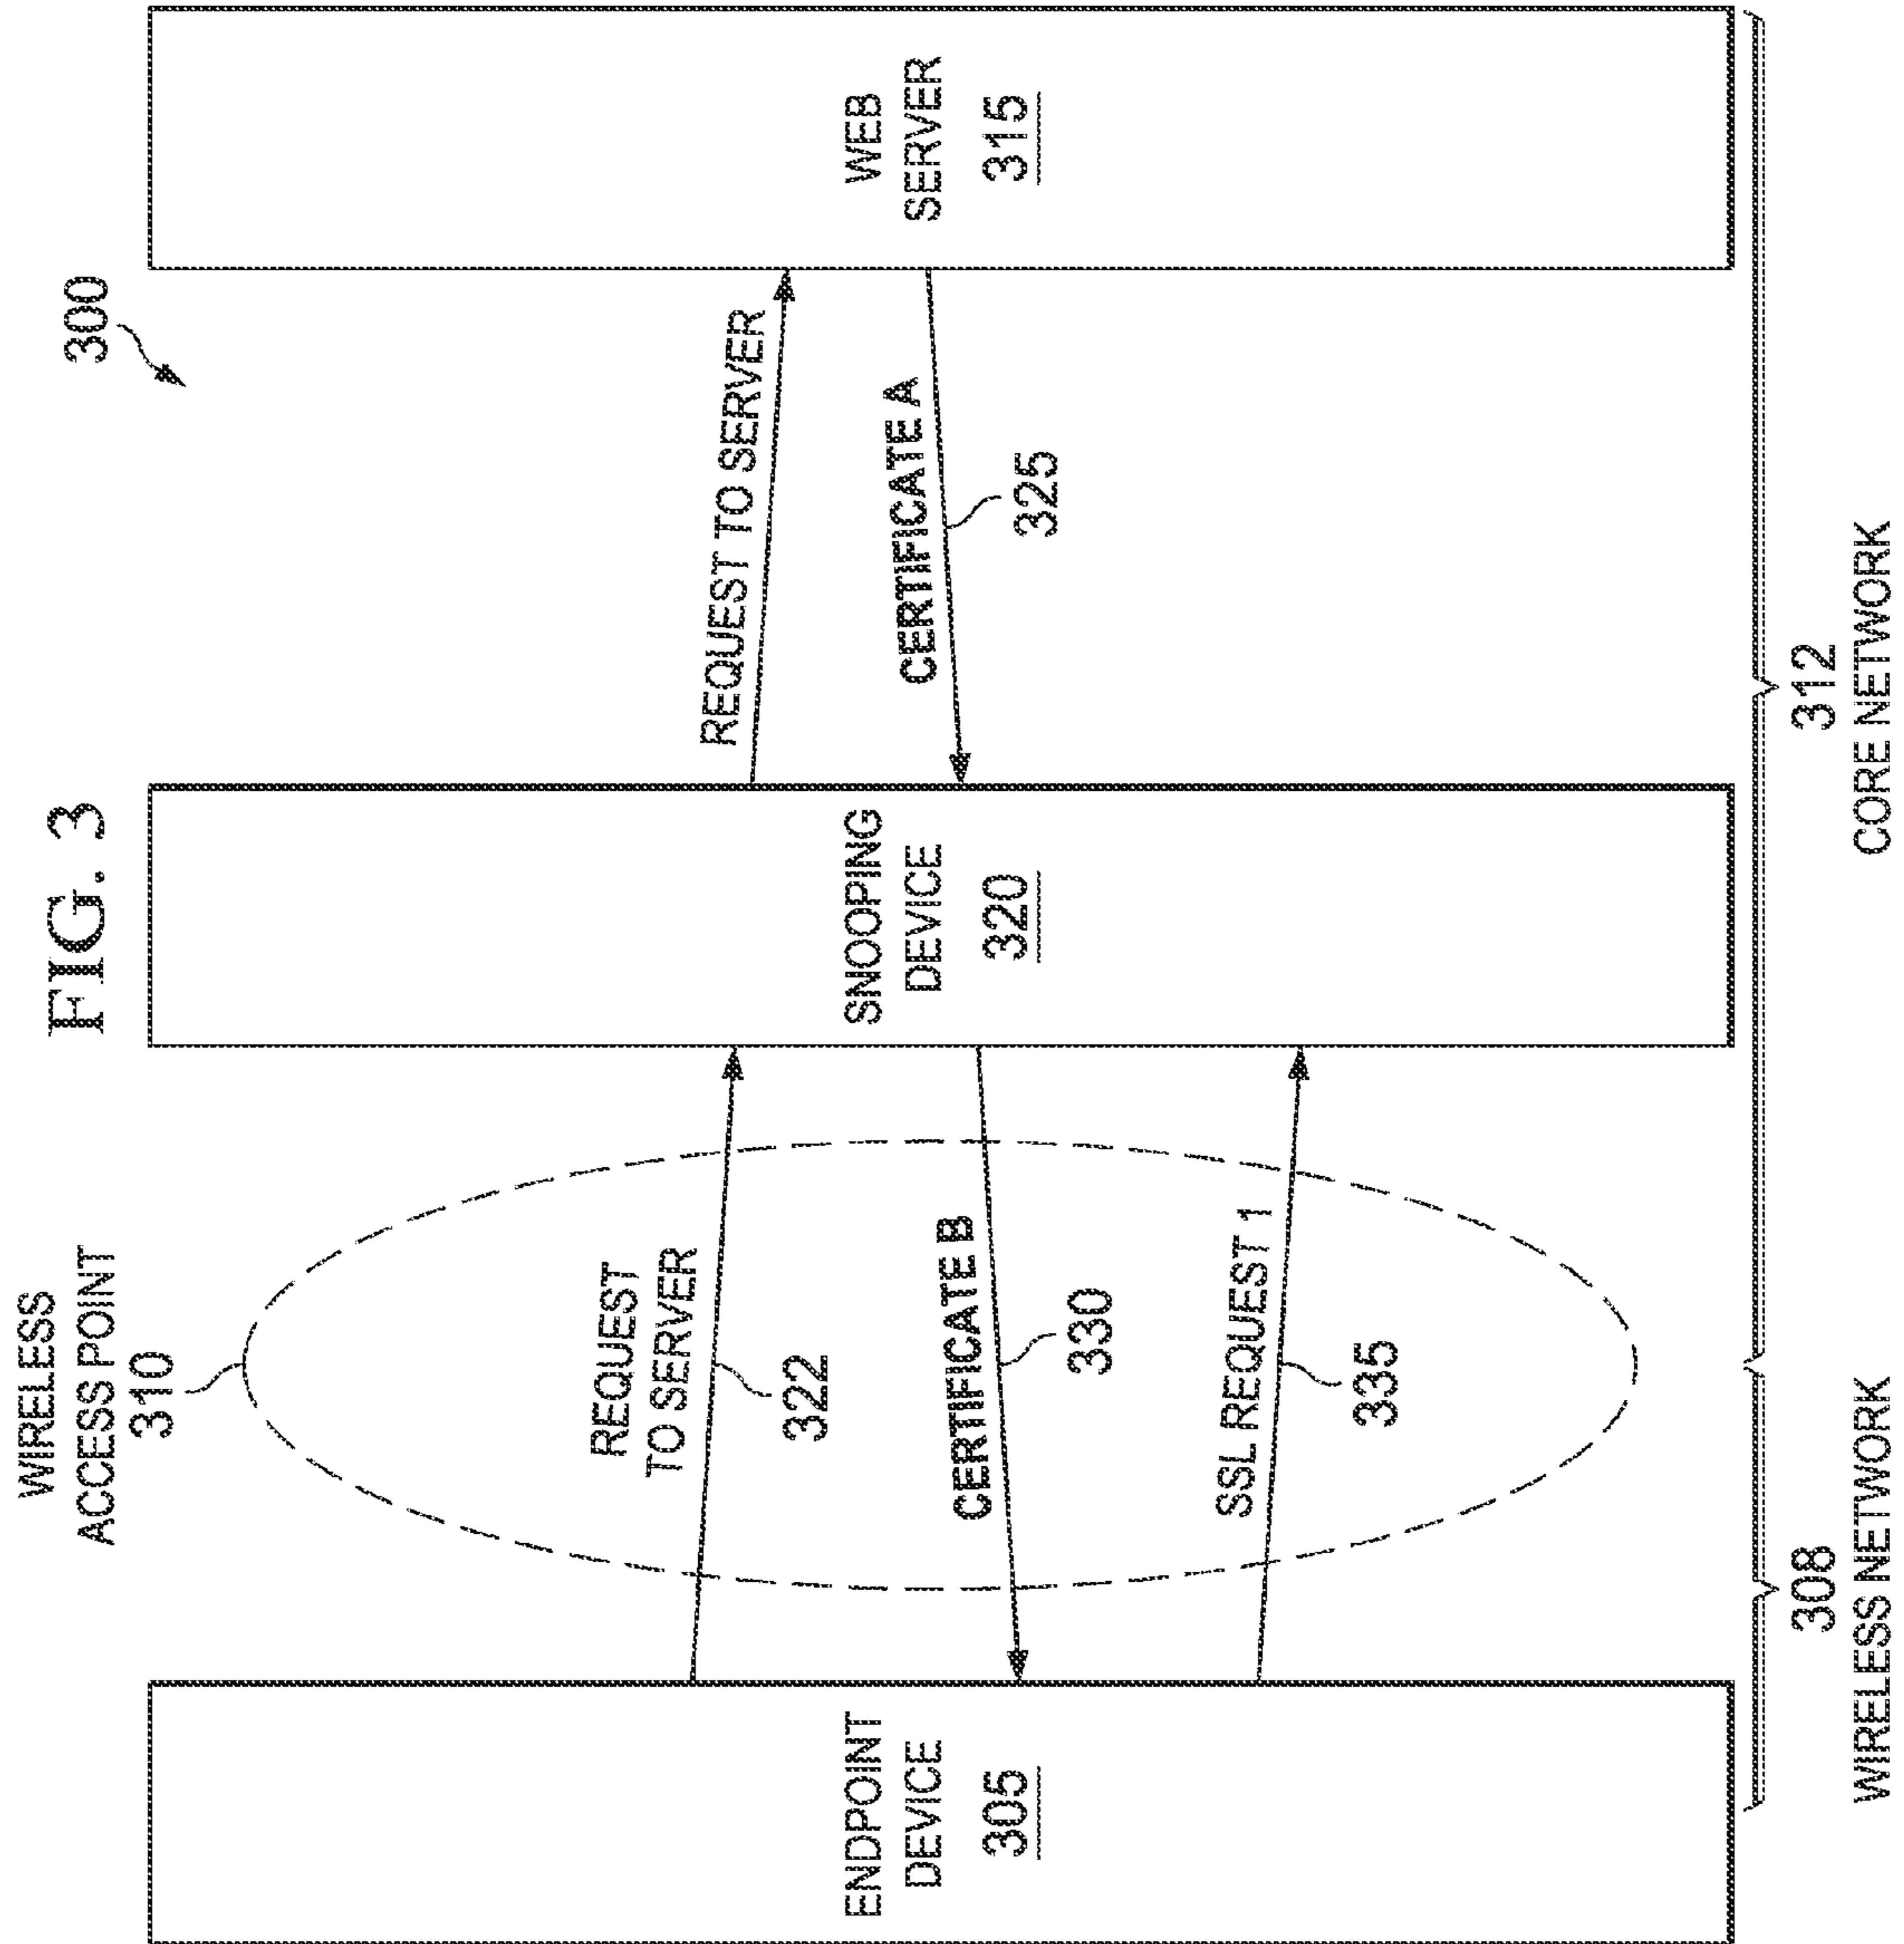 FIG. 3
300
WIRELESS
ACCESS POINT
310
ENDPOINT
DEVICE
305
REQUEST
TO SERVER
322
CERTIFICATE B
330
SSL REQUEST 1
335
SNOOPING
DEVICE
320
REQUEST TO SERVER
CERTIFICATE A
325
WEB
SERVER
315
308
WIRELESS NETWORK
312
CORE NETWORK